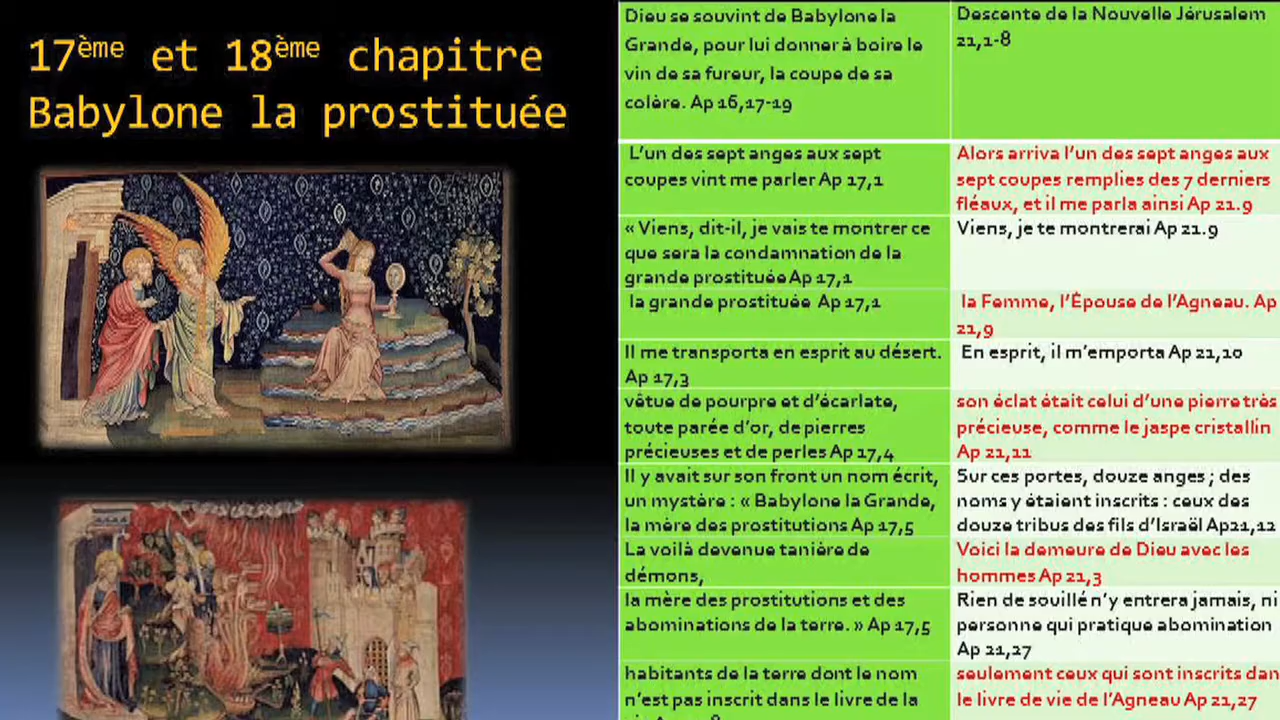 17ème et 18ème chapitre
Babylone la prostituée
Dieu se souvint de Babylone la
Grande, pour lui donner à boire le
vin de sa fureur, la coupe de sa
colère. Ap 16,17-19
Descente de la Nouvelle Jérusalem
21,1-8
L'un des sept anges aux sept
coupes vint me parler Ap 17,1
Alors arriva l'un des sept anges aux
sept coupes remplies des 7 derniers
fléaux, et il me parla ainsi Ap 21.9
« Viens, dit-il, je vais te montrer ce
que sera la condamnation de la
grande prostituée Ap 17,1
Viens, je te montrerai Ap 21.9
la grande prostituée Ap 17,1
la Femme, l'Épouse de l'Agneau. Ap
21,9
Il me transporta en esprit au désert.
Ap 17,3
En esprit, il m'emporta Ap 21,10
vêtue de pourpre et d'écarlate,
toute parée d'or, de pierres
précieuses et de perles Ap 17,4
son éclat était celui d'une pierre très
précieuse, comme le jaspe cristallin
Ap 21,11
Il y avait sur son front un nom écrit,
un mystère : « Babylone la Grande,
la mère des prostitutions Ap 17,5
Sur ces portes, douze anges ; des
noms y étaient inscrits : ceux des
douze tribus des fils d'Israël Ap21,12
La voilà devenue tanière de
démons,
Voici la demeure de Dieu avec les
hommes Ap 21,3
la mère des prostitutions et des
abominations de la terre. » Ap 17,5
Rien de souillé n'y entrera jamais, ni
personne qui pratique abomination
Ap 21,27
habitants de la terre dont le nom
n'est pas inscrit dans le livre de la
seulement ceux qui sont inscrits dan
le livre de vie de l'Agneau Ap 21,27